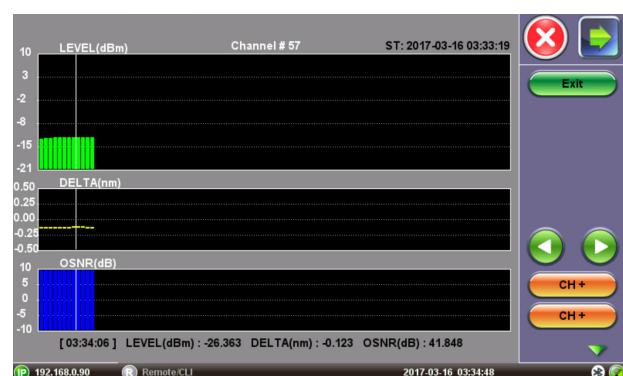 LEVEL(dBm) Channel # 57 ST: 2017-03-16 03:33:19
10
3
-2
-8
-15
-21
DELTA(nm)
0.50
0.25
0.00
-0.25
-0.50
OSNR(dB)
10
5
0
-5
-10
[ 03:34:06 ] LEVEL(dBm) : -26.363 DELTA(nm) : -0.123 OSNR(dB) : 41.848
Exit
CH +
CH +
IP 192.168.0.90 R Remote/CLI 2017-03-16 03:34:48